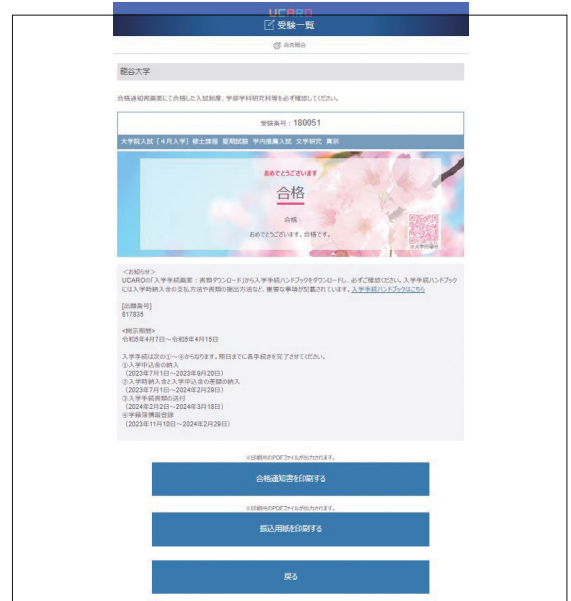 UCARO
受験一覧
合否照会
龍谷大学
合格通知書画面にて合格した入試制度、学部学科研究科等を必ず確認してください。
受験番号：180051
大学院入試［4月入学］修士課程 夏期試験 学内推薦入試 文学研究 真宗
おめでとうございます
合格
合格
おめでとうございます。合格です。
<お知らせ>
UCAROの「入学手続画面：書類ダウンロード」から入学手続ハンドブックをダウンロードし、必ずご確認ください。入学手続ハンドブック
には入学時納入金の支払方法や書類の提出方法など、重要な事項が記載されています。入学手続ハンドブックはこちら
[出願番号]
817835
<開示期間>
令和5年4月7日～令和5年4月15日
入学手続は次の①～④からなります。期日までに各手続きを完了させてください。
①入学申込金の納入
（2023年7月1日～2023年9月20日）
②入学時納入金と入学申込金の差額の納入
（2023年7月1日～2024年2月29日）
③入学手続書類の送付
（2024年2月2日～2024年3月18日）
④学籍簿情報登録
（2023年11月10日～2024年2月29日）
※印刷用のPDFファイルが出力されます。
合格通知書を印刷する
※印刷用のPDFファイルが出力されます。
振込用紙を印刷する
戻る